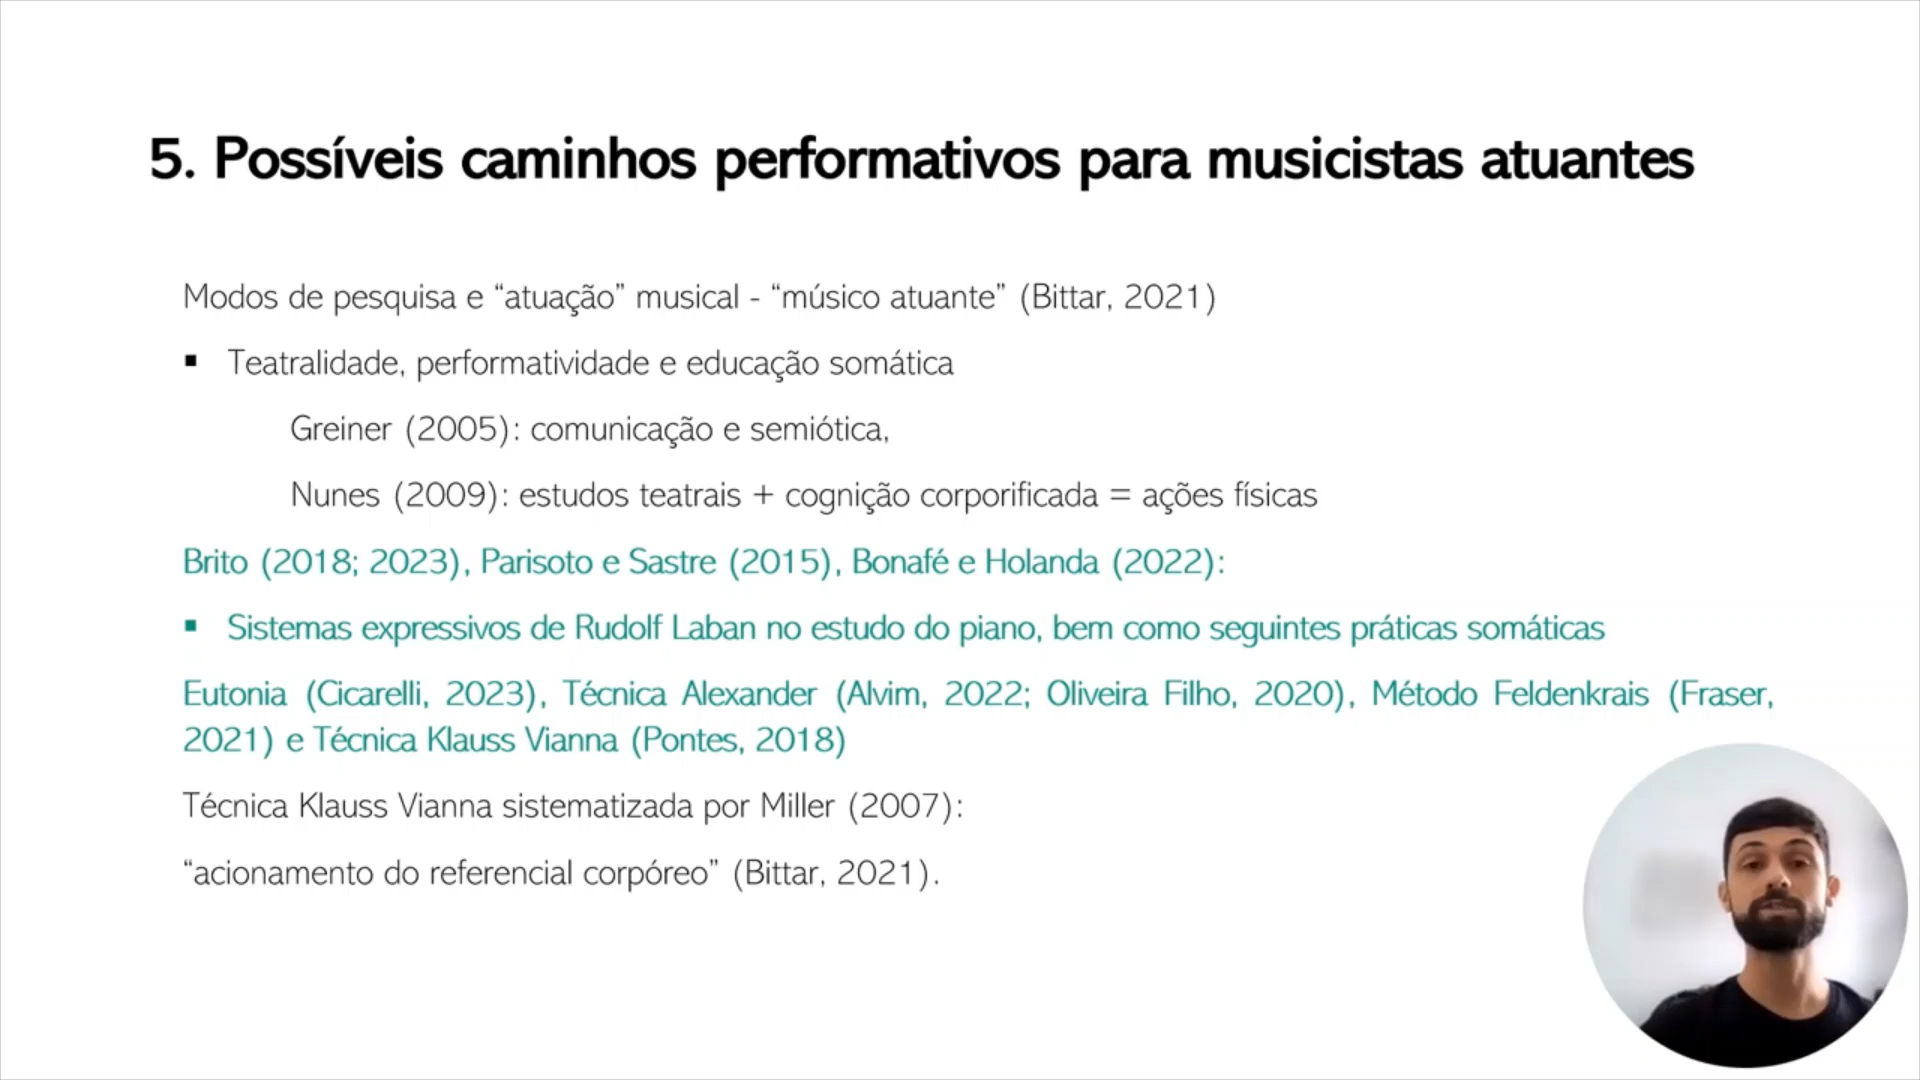 5. Possíveis caminhos performativos para musicistas atuantes
Modos de pesquisa e “atuação” musical - “músico atuante” (Bittar, 2021)
▪ Teatralidade, performatividade e educação somática
Greiner (2005): comunicação e semiótica,
Nunes (2009): estudos teatrais + cognição corporificada = ações físicas
Brito (2018; 2023), Parisoto e Sastre (2015), Bonafé e Holanda (2022):
▪ Sistemas expressivos de Rudolf Laban no estudo do piano, bem como seguintes práticas somáticas
Eutonia (Cicarelli, 2023), Técnica Alexander (Alvim, 2022; Oliveira Filho, 2020), Método Feldenkrais (Fraser,
2021) e Técnica Klauss Vianna (Pontes, 2018)
Técnica Klauss Vianna sistematizada por Miller (2007):
“acionamento do referencial corpóreo” (Bittar, 2021).